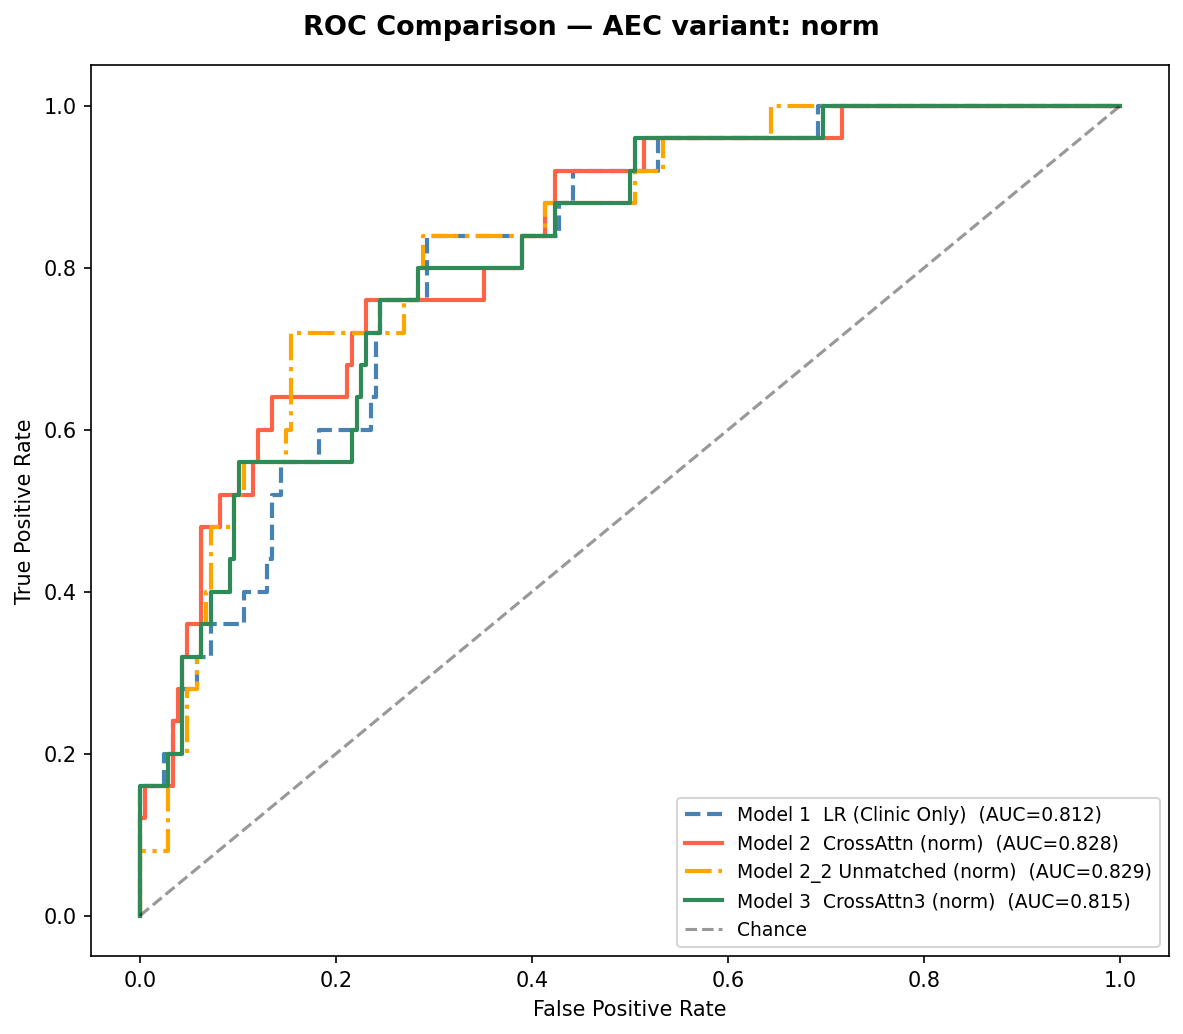 ROC Comparison — AEC variant: norm
True Positive Rate
1.0
0.8
0.6
0.4
0.2
0.0
Model 1  LR (Clinic Only)  (AUC=0.812)
Model 2  CrossAttn (norm)  (AUC=0.828)
Model 2_2 Unmatched (norm)  (AUC=0.829)
Model 3  CrossAttn3 (norm)  (AUC=0.815)
Chance
0.0 0.2 0.4 0.6 0.8 1.0
False Positive Rate